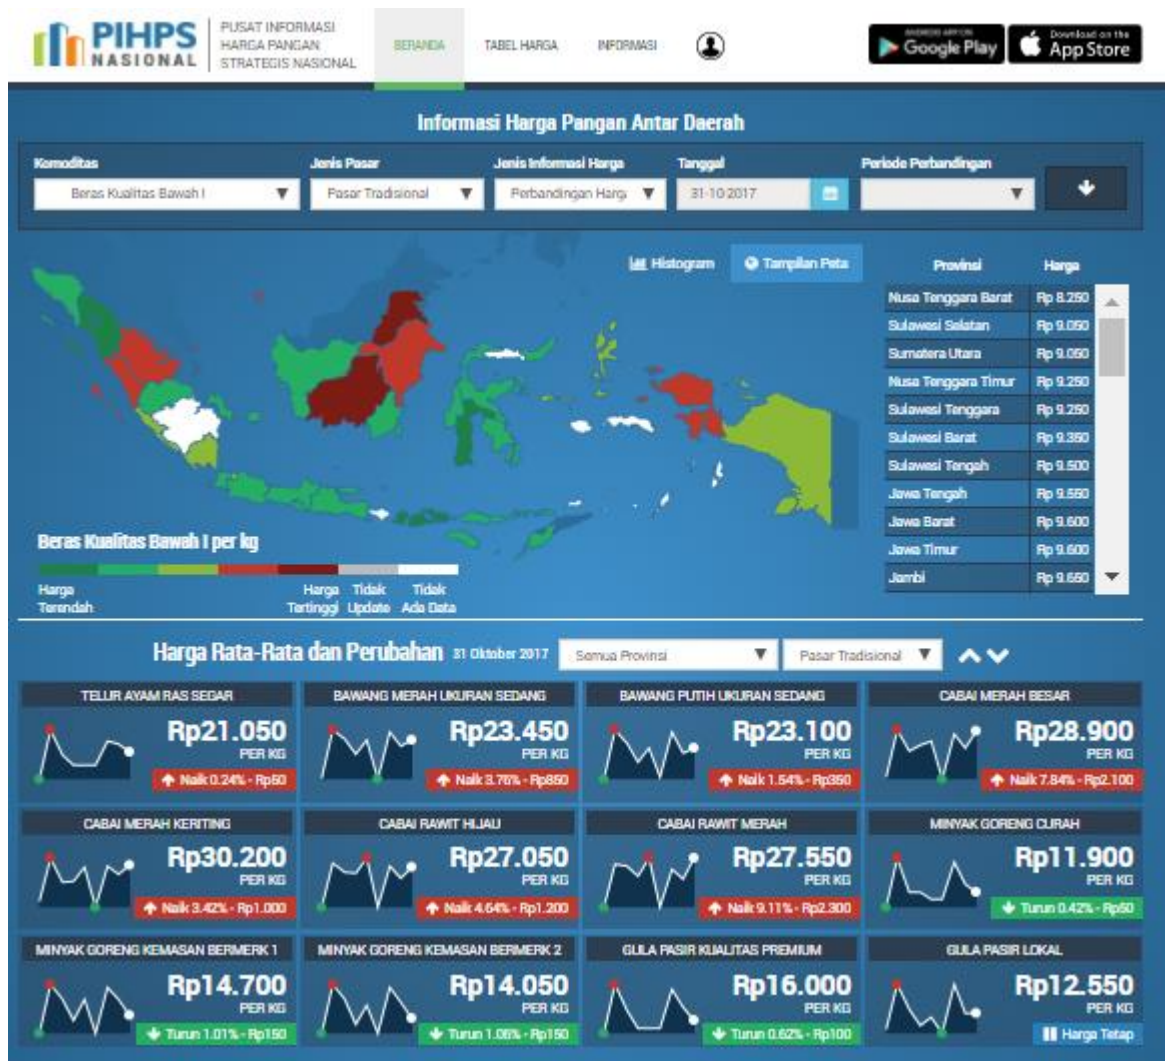 PIHPS
NASIONAL
PUSAT INFORMASI
HARGA PANGAN
STRATEGIS NASIONAL
BERANDA
TABEL HARGA
INFORMASI
ANDROID APP ON
Google Play
Download on the
App Store
Informasi Harga Pangan Antar Daerah
Komoditas
Jenis Pasar
Jenis Informasi Harga
Tanggal
Periode Perbandingan
Beras Kualitas Bawah I
Pasar Tradisional
Perbandingan Harga
31-10-2017
Histogram
Tampilan Peta
Provinsi Harga
Nusa Tenggara Barat Rp 8.250
Sulawesi Selatan Rp 9.050
Sumatera Utara Rp 9.050
Nusa Tenggara Timur Rp 9.250
Sulawesi Tenggara Rp 9.250
Sulawesi Barat Rp 9.350
Sulawesi Tengah Rp 9.500
Jawa Tengah Rp 9.550
Jawa Barat Rp 9.600
Jawa Timur Rp 9.600
Jambi Rp 9.650
Beras Kualitas Bawah I per kg
Harga
Terendah
Harga
Tertinggi
Tidak
Update
Tidak
Ada Data
Harga Rata-Rata dan Perubahan 31 Oktober 2017
Semua Provinsi
Pasar Tradisional
TELUR AYAM RAS SEGAR
Rp21.050
PER KG
Naik 0.24% - Rp50
BAWANG MERAH UKURAN SEDANG
Rp23.450
PER KG
Naik 3.76% - Rp850
BAWANG PUTIH UKURAN SEDANG
Rp23.100
PER KG
Naik 1.54% - Rp350
CABAI MERAH BESAR
Rp28.900
PER KG
Naik 7.84% - Rp2.100
CABAI MERAH KERITING
Rp30.200
PER KG
Naik 3.42% - Rp1.000
CABAI RAWIT HIJAU
Rp27.050
PER KG
Naik 4.64% - Rp1.200
CABAI RAWIT MERAH
Rp27.550
PER KG
Naik 9.11% - Rp2.300
MINYAK GORENG CURAH
Rp11.900
PER KG
Turun 0.42% - Rp50
MINYAK GORENG KEMASAN BERMERK 1
Rp14.700
PER KG
Turun 1.01% - Rp150
MINYAK GORENG KEMASAN BERMERK 2
Rp14.050
PER KG
Turun 1.06% - Rp150
GULA PASIR KUALITAS PREMIUM
Rp16.000
PER KG
Turun 0.62% - Rp100
GULA PASIR LOKAL
Rp12.550
PER KG
Harga Tetap